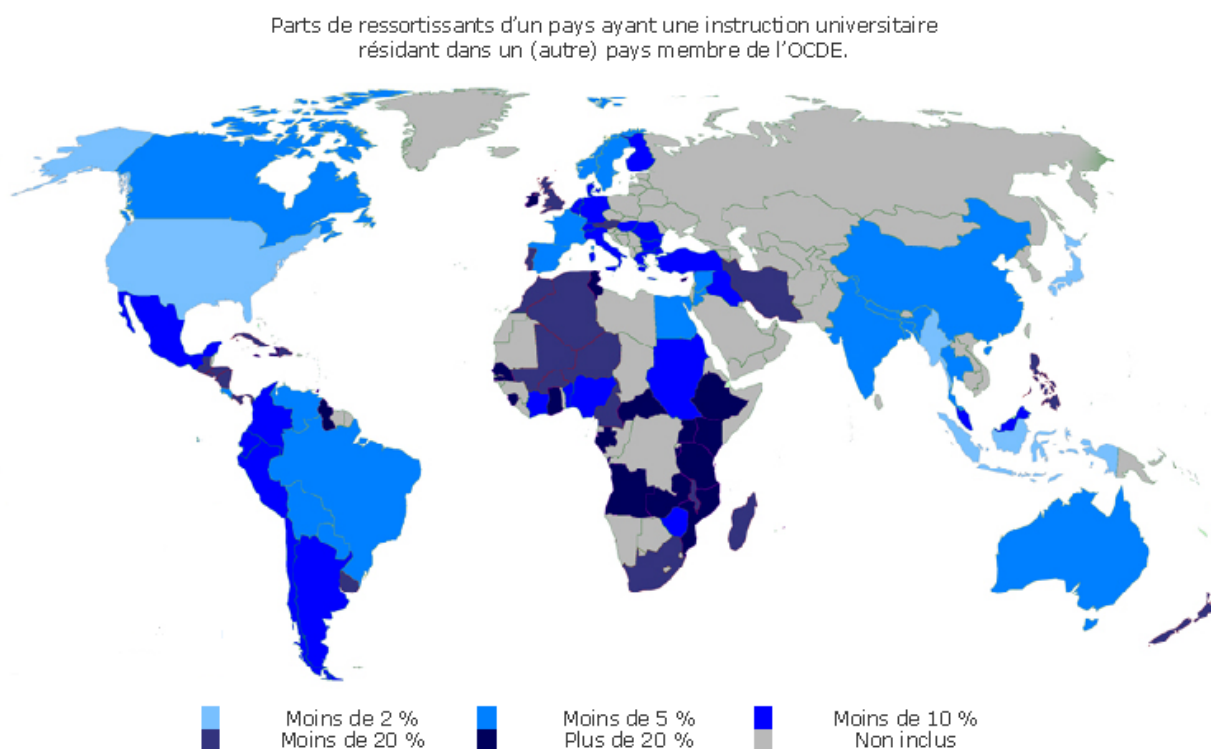 Parts de ressortissants d'un pays ayant une instruction universitaire
résidant dans un (autre) pays membre de l'OCDE.
Moins de 2 % Moins de 5 % Moins de 10 %
Moins de 20 % Plus de 20 % Non inclus